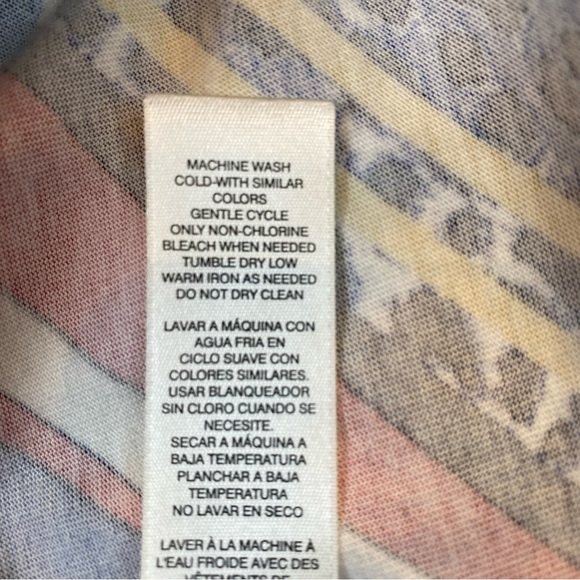 MACHINE WASH
COLD-WITH SIMILAR
COLORS
GENTLE CYCLE
ONLY NON-CHLORINE
BLEACH WHEN NEEDED
TUMBLE DRY LOW
WARM IRON AS NEEDED
DO NOT DRY CLEAN
LAVAR A MÁQUINA CON
AGUA FRIA EN
CICLO SUAVE CON
COLORES SIMILARES.
USAR BLANQUEADOR
SIN CLORO CUANDO SE
NECESITE.
SECAR A MÁQUINA A
BAJA TEMPERATURA
PLANCHAR A BAJA
TEMPERATURA
NO LAVAR EN SECO
LAVER À LA MACHINE À
L'EAU FROIDE AVEC DES
VÊTEMENTS DE